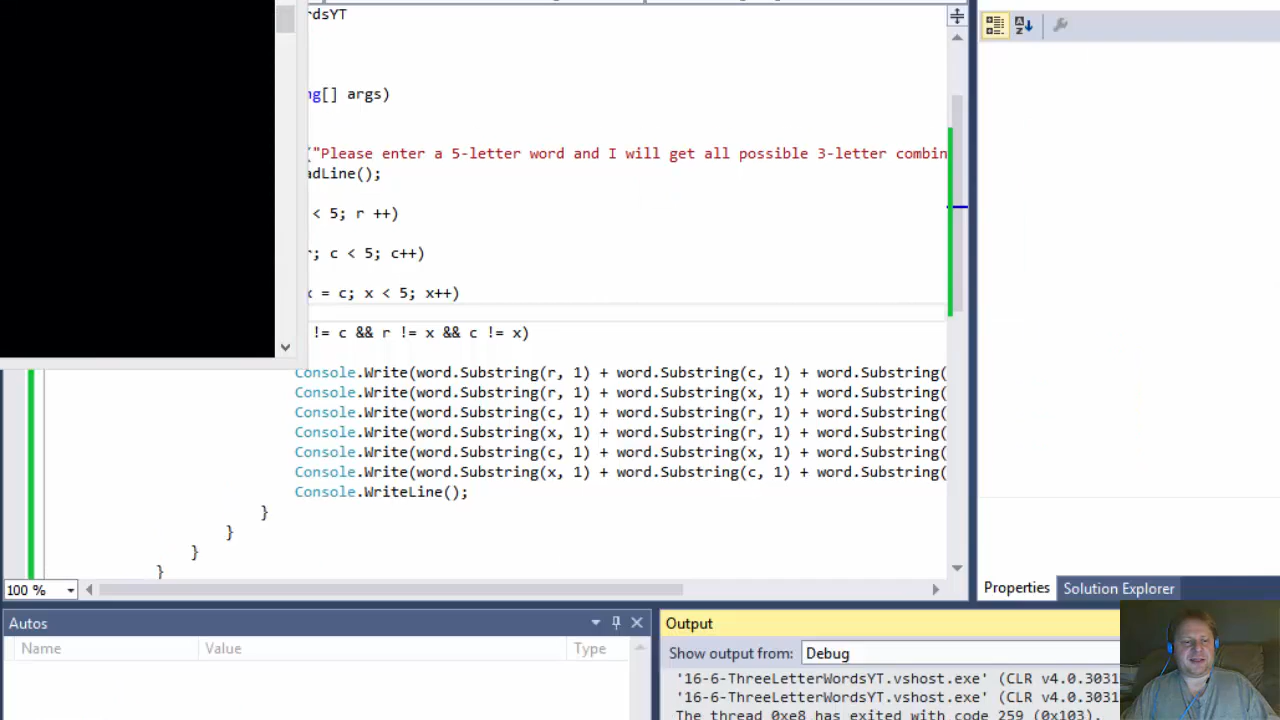 rdsYT
ng[] args)
("Please enter a 5-letter word and I will get all possible 3-letter combin
adLine();
< 5; r ++)
r; c < 5; c++)
x = c; x < 5; x++)
!= c && r != x && c != x)
Console.Write(word.Substring(r, 1) + word.Substring(c, 1) + word.Substring(
Console.Write(word.Substring(r, 1) + word.Substring(x, 1) + word.Substring(
Console.Write(word.Substring(c, 1) + word.Substring(r, 1) + word.Substring(
Console.Write(word.Substring(x, 1) + word.Substring(r, 1) + word.Substring(
Console.Write(word.Substring(c, 1) + word.Substring(x, 1) + word.Substring(
Console.Write(word.Substring(x, 1) + word.Substring(c, 1) + word.Substring(
Console.WriteLine();
}
}
}
}
100 %
Properties Solution Explorer
Autos
Name Value Type
Output
Show output from: Debug
'16-6-ThreeLetterWordsYT.vshost.exe' (CLR v4.0.3031
'16-6-ThreeLetterWordsYT.vshost.exe' (CLR v4.0.3031
The thread 0xe8 has exited with code 259 (0x103).